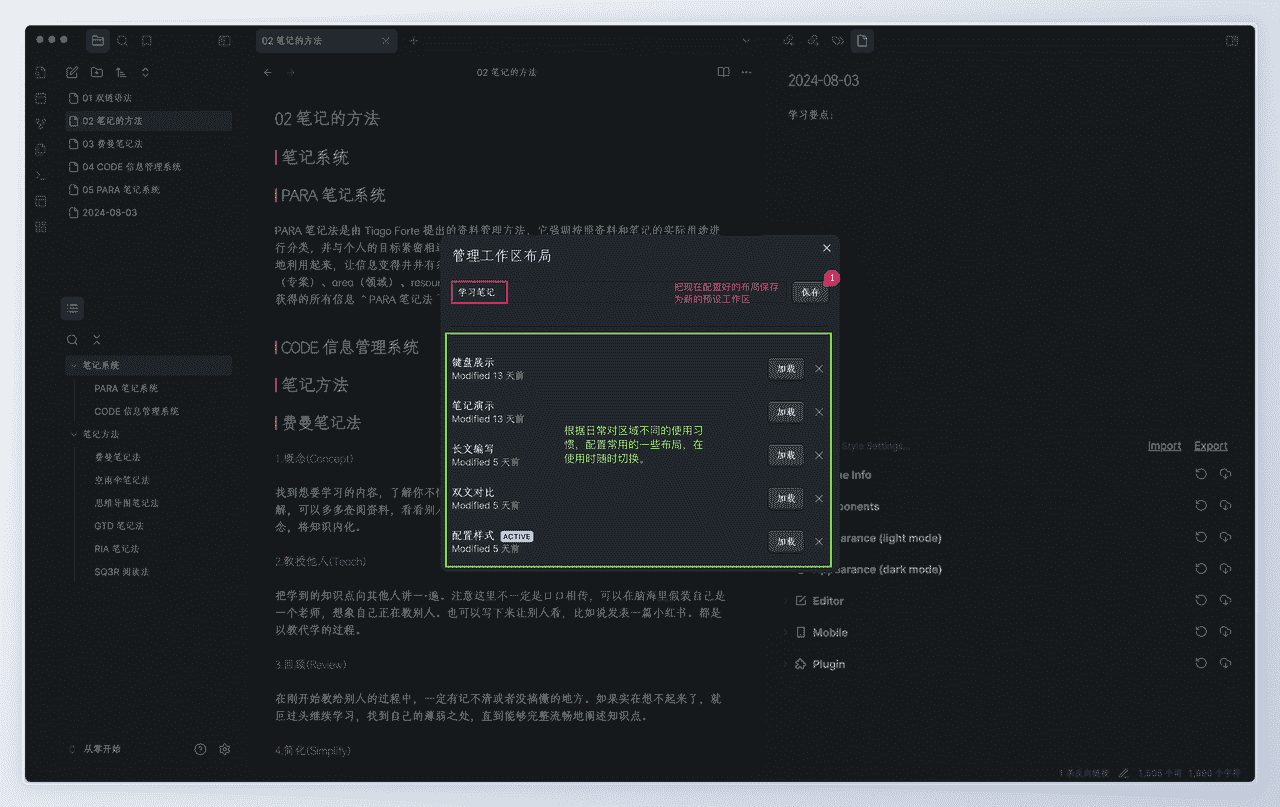 02 笔记的方法
01 双链语法
02 笔记的方法
03 费曼笔记法
04 CODE 信息管理系统
05 PARA 笔记系统
2024-08-03
笔记系统
PARA 笔记系统
CODE 信息管理系统
笔记方法
费曼笔记法
空雨伞笔记法
思维导图笔记法
GTD 笔记法
RIA 笔记法
SQ3R 阅读法
从零开始
02 笔记的方法
02 笔记的方法
笔记系统
PARA 笔记系统
PARA 笔记法是由 Tiago Forte 提出的资料管理方法，它强调按照资料和笔记的实际用途进
行分类，并与个人的目标紧密相
地利用起来，让信息变得井井有
（专案）、area（领域）、resour
获得的所有信息 ^PARA 笔记法
CODE 信息管理系统
笔记方法
费曼笔记法
1.概念(Concept)
找到想要学习的内容，了解你不
解，可以多多查阅资料，看看别人
念，将知识内化。
2.教授他人(Teach)
把学到的知识点向其他人讲一遍。注意这里不一定是口口相传，可以在脑海里假装自己是
一个老师，想象自己正在教别人。也可以写下来让别人看，比如说发表一篇小红书。都是
以教代学的过程。
3.回顾(Review)
在刚开始教给别人的过程中，一定有记不清或者没搞懂的地方。如果实在想不起来了，就
回过头继续学习，找到自己的薄弱之处，直到能够完整流畅地阐述知识点。
4.简化(Simplify)
管理工作区布局
学习笔记
把现在配置好的布局保存
为新的预设工作区
保存
1
键盘展示
Modified 13 天前
加载
笔记演示
Modified 13 天前
加载
长文编写
Modified 5 天前
加载
双文对比
Modified 5 天前
加载
配置样式 ACTIVE
Modified 5 天前
加载
根据日常对区域不同的使用习
惯，配置常用的一些布局，在
使用时随时切换。
2024-08-03
学习要点：
Style Settings...
Import Export
me Info
ponents
earance (light mode)
Appearance (dark mode)
Editor
Mobile
Plugin
1 条反向链接